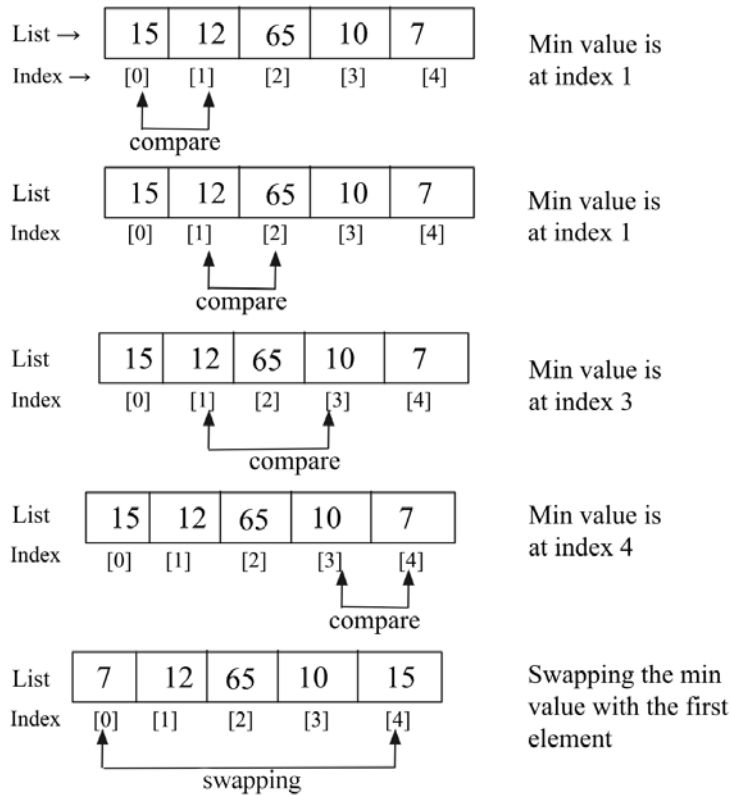 List → 15 12 65 10 7
Index → [0] [1] [2] [3] [4]
compare
Min value is
at index 1
List 15 12 65 10 7
Index [0] [1] [2] [3] [4]
compare
Min value is
at index 1
List 15 12 65 10 7
Index [0] [1] [2] [3] [4]
compare
Min value is
at index 3
List 15 12 65 10 7
Index [0] [1] [2] [3] [4]
compare
Min value is
at index 4
List 7 12 65 10 15
Index [0] [1] [2] [3] [4]
swapping
Swapping the min
value with the first
element